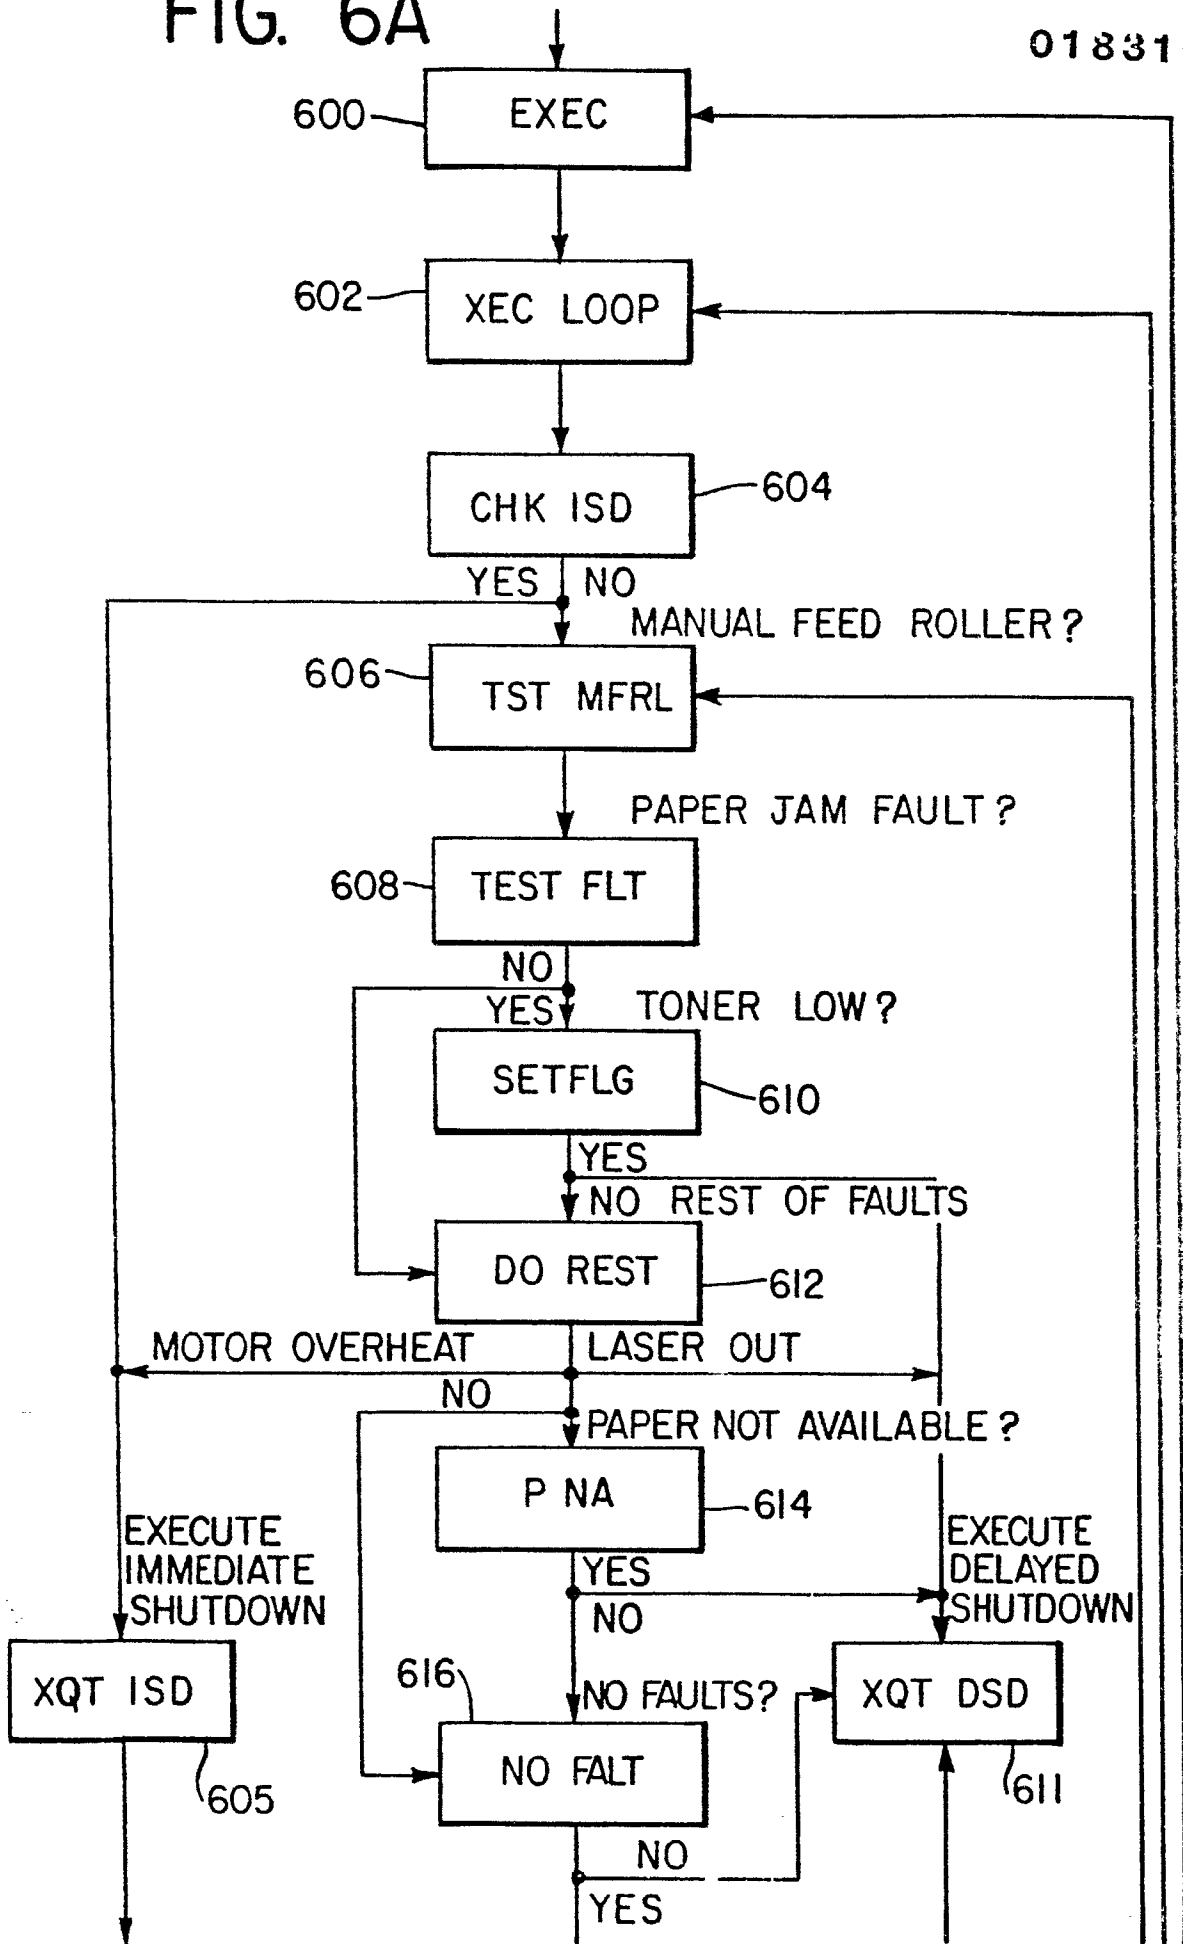 FIG. 6A
01831
600
EXEC
602
XEC LOOP
CHK ISD
604
YES NO
MANUAL FEED ROLLER?
606
TST MFRL
PAPER JAM FAULT?
608
TEST FLT
NO
YES
TONER LOW?
SETFLG
610
YES
NO REST OF FAULTS
DO REST
612
MOTOR OVERHEAT
LASER OUT
NO
PAPER NOT AVAILABLE?
P NA
614
EXECUTE
IMMEDIATE
SHUTDOWN
YES
NO
EXECUTE
DELAYED
SHUTDOWN
XQT ISD
605
616
NO FAULTS?
NO FALT
XQT DSD
611
NO
YES